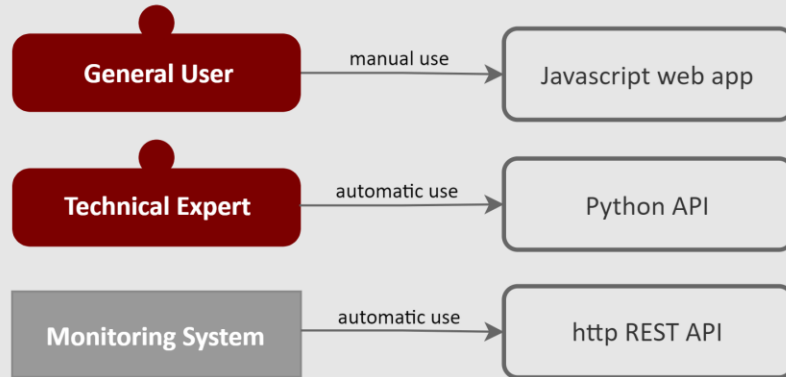 General User
manual use
Javascript web app
Technical Expert
automatic use
Python API
Monitoring System
automatic use
http REST API